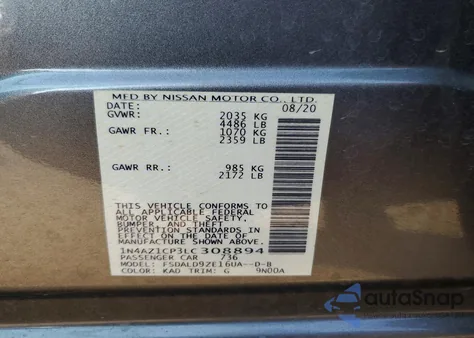 MFD BY NISSAN MOTOR CO., LTD.
DATE: 08/20
GVWR: 2035 KG
4486 LB
GAWR FR.: 1070 KG
2359 LB
GAWR RR.: 985 KG
2172 LB
THIS VEHICLE CONFORMS TO
ALL APPLICABLE FEDERAL
MOTOR VEHICLE SAFETY,
BUMPER, AND THEFT
PREVENTION STANDARDS IN
EFFECT ON THE DATE OF
MANUFACTURE SHOWN ABOVE.
1N4AZ1CP3LC308894
PASSENGER CAR 736
MODEL: FSDALD9ZE16UA--D-B
COLOR: KAD TRIM: G 9N00A
AutoSnap